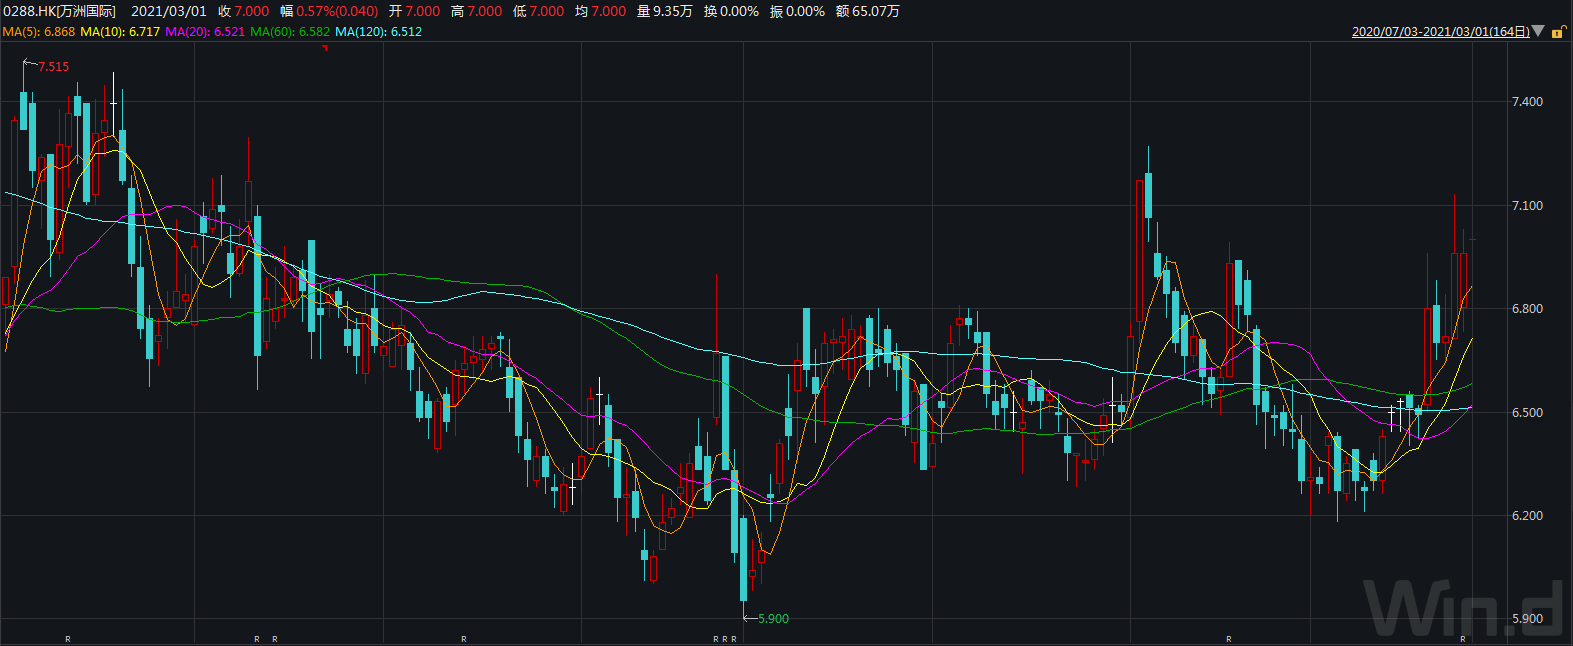 0288.HK[万洲国际] 2021/03/01 收 7.000 幅 0.57%(0.040) 开 7.000 高 7.000 低 7.000 均 7.000 量 9.35万 换 0.00% 振 0.00% 额 65.07万
MA(5): 6.868 MA(10): 6.717 MA(20): 6.521 MA(60): 6.582 MA(120): 6.512 2020/07/03-2021/03/01(164日)
7.515
7.400
7.100
6.800
6.500
6.200
5.900 5.900
Win.d
R R R R R R R R R